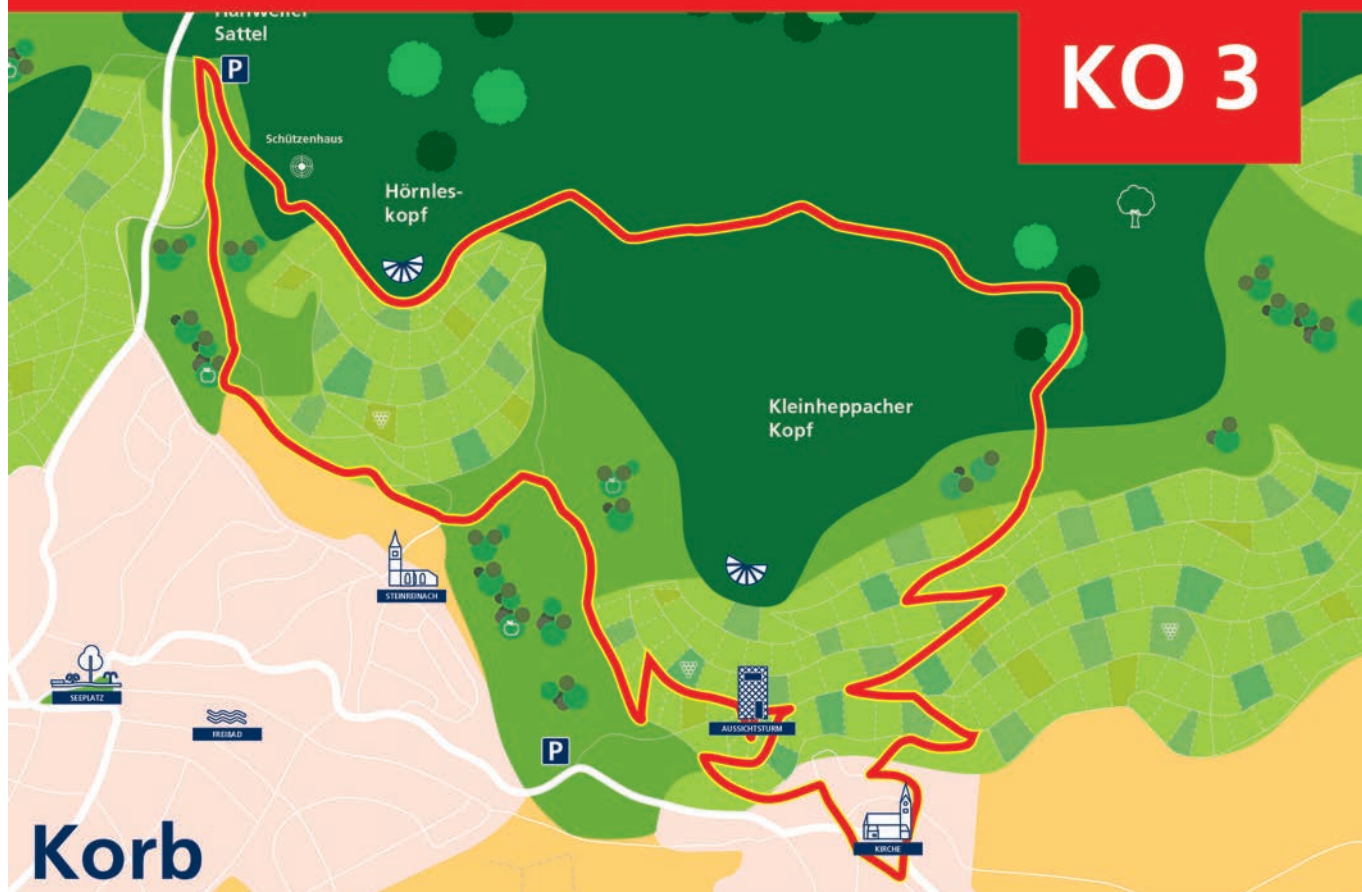 Sattel
KO 3
P
Schützenhaus
Hörnles-
kopf
Kleinheppacher
Kopf
STEINREINACH
SEEPLATZ
FREIBAD
AUSSICHTSTURM
P
KIRCHE
Korb